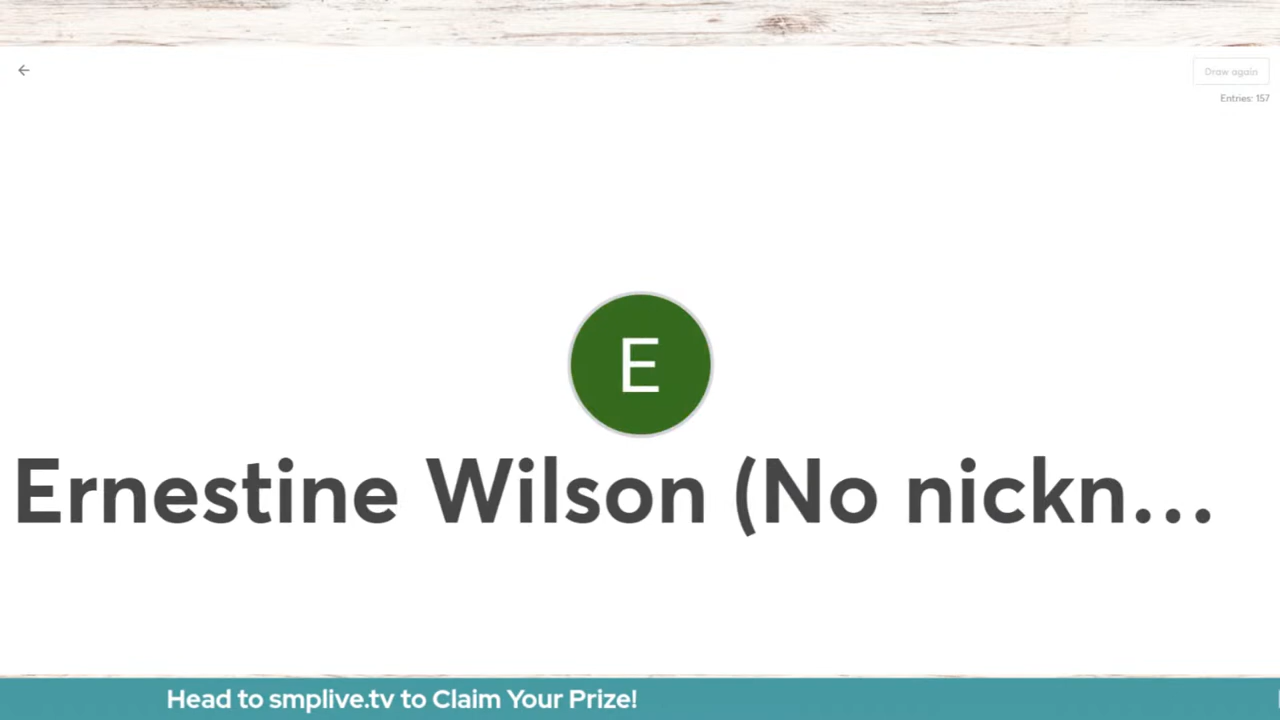 Draw again
Entries: 157
E
Ernestine Wilson (No nickn...
Head to smplive.tv to Claim Your Prize!